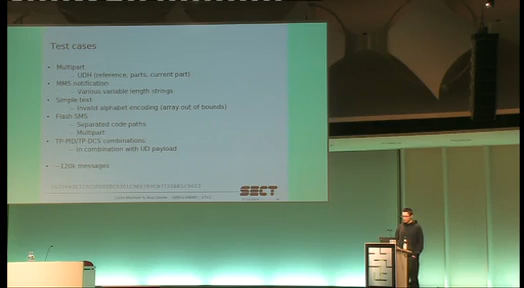 Test cases
• Multipart
– UDH (reference, parts, current part)
• MMS notification
– Various variable length strings
• Simple text
– Invalid alphabet encoding (array out of bounds)
• Flash SMS
– Separated code paths
– Multipart
• TP-PID/TP-DCS combinations
– In combination with UD payload
• ~120k messages
SECT